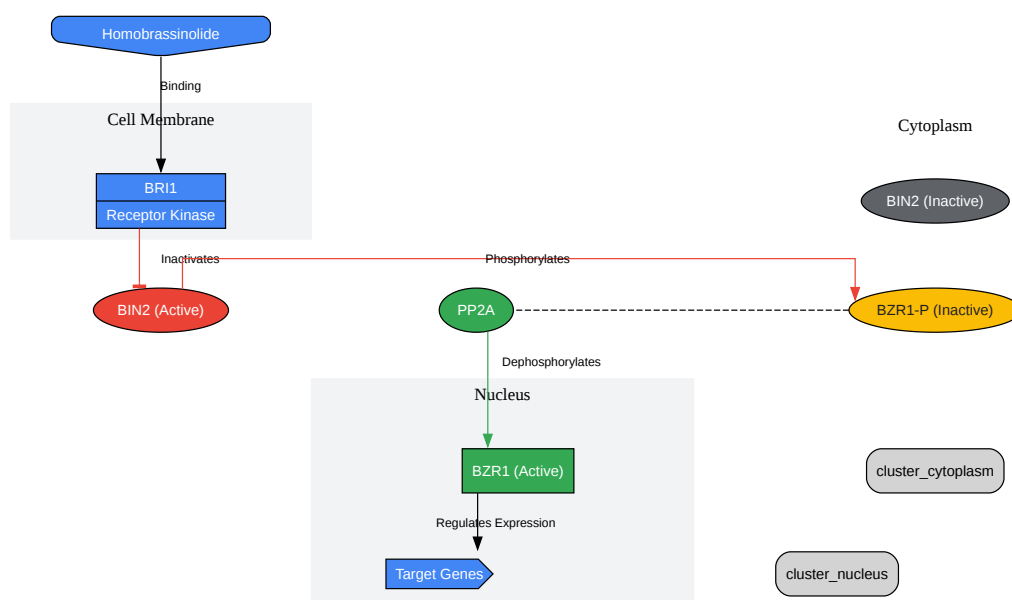 Homobrassinolide
Binding
Cell Membrane
Cytoplasm
BRI1
BIN2 (Inactive)
Receptor Kinase
Inactivates
Phosphorylates
BIN2 (Active)
PP2A
BZR1-P (Inactive)
Dephosphorylates
Nucleus
BZR1 (Active)
cluster_cytoplasm
Regulates Expression
Target Genes
cluster_nucleus